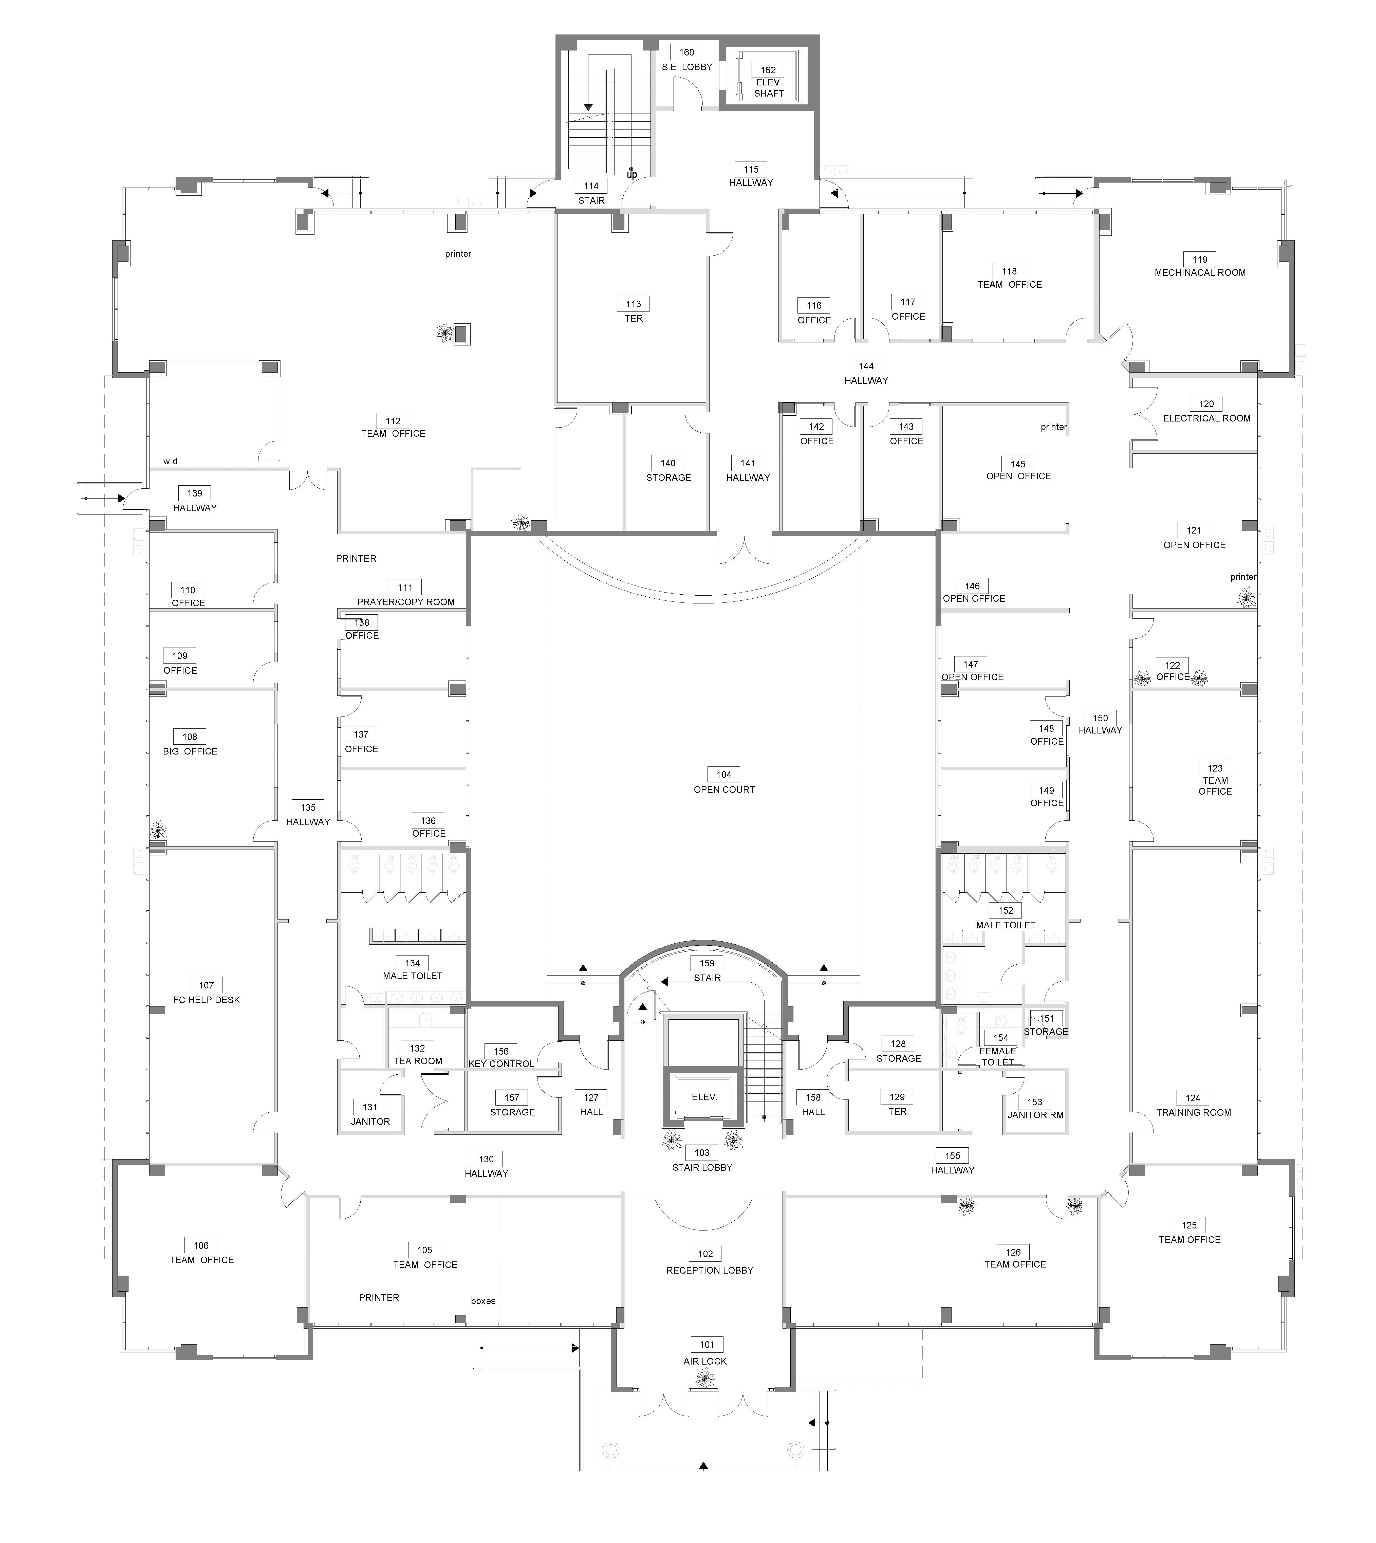 160
S.E. LOBBY
162
ELEV
SHAFT
up
114
STAIR
115
HALLWAY
printer
113
TER
116
OFFICE
117
OFFICE
118
TEAM OFFICE
119
MECHINACAL ROOM
112
TEAM OFFICE
144
HALLWAY
142
OFFICE
143
OFFICE
printer
120
ELECTRICAL ROOM
w.d
140
STORAGE
141
HALLWAY
145
OPEN OFFICE
139
HALLWAY
121
OPEN OFFICE
printer
PRINTER
110
OFFICE
111
PRAYER/COPY ROOM
146
OPEN OFFICE
138
OFFICE
109
OFFICE
147
OPEN OFFICE
122
OFFICE
108
BIG OFFICE
137
OFFICE
148
OFFICE
150
HALLWAY
104
OPEN COURT
123
TEAM
OFFICE
135
HALLWAY
136
OFFICE
149
OFFICE
152
MALE TOILET
134
MALE TOILET
159
STAIR
107
FC HELP DESK
151
STORAGE
132
TEA ROOM
156
KEY CONTROL
128
STORAGE
154
FEMALE
TOILET
131
JANITOR
157
STORAGE
127
HALL
ELEV.
158
HALL
129
TER
153
JANITOR RM
124
TRAINING ROOM
130
HALLWAY
103
STAIR LOBBY
155
HALLWAY
106
TEAM OFFICE
105
TEAM OFFICE
102
RECEPTION LOBBY
126
TEAM OFFICE
125
TEAM OFFICE
PRINTER
boxes
101
AIR LOCK